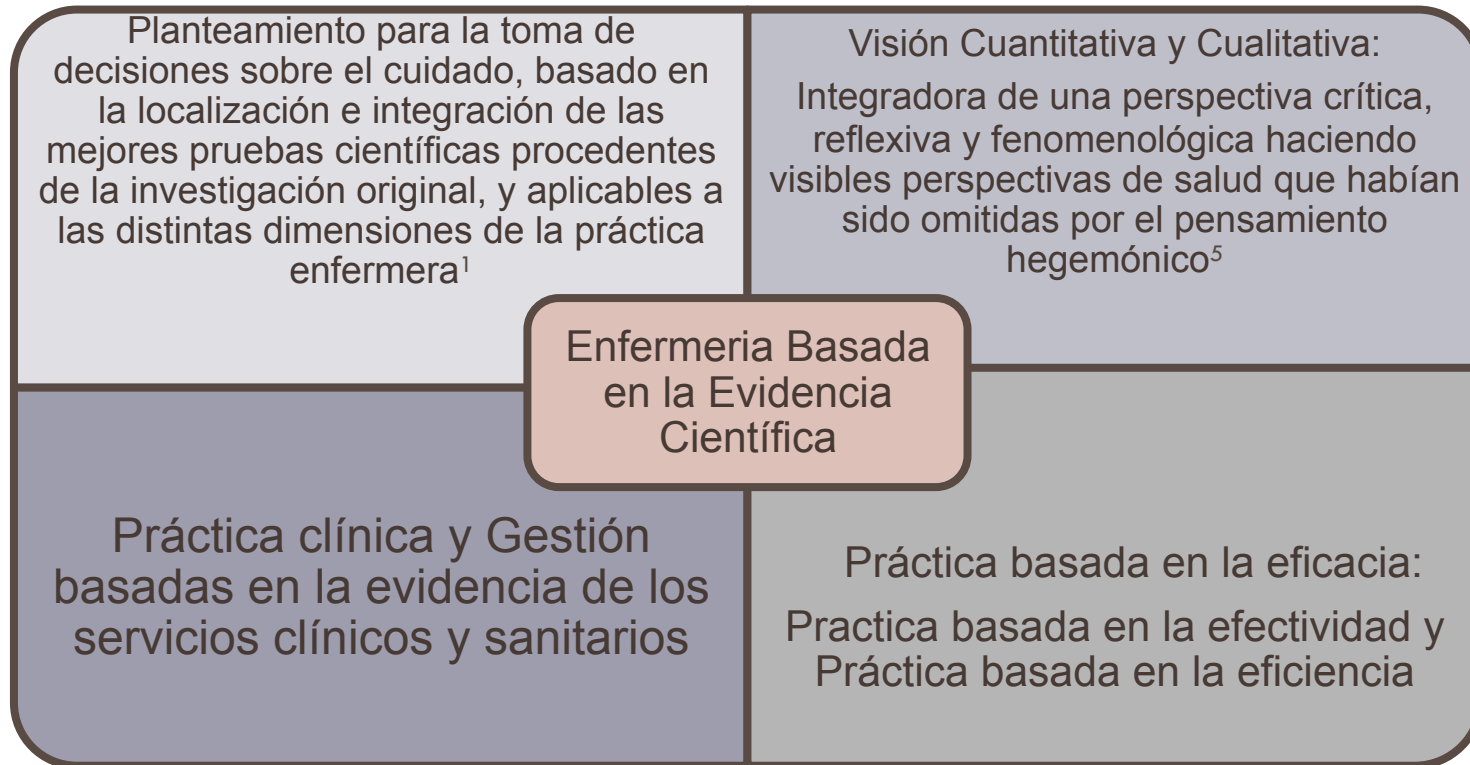 Planteamiento para la toma de
decisiones sobre el cuidado, basado en
la localización e integración de las
mejores pruebas científicas procedentes
de la investigación original, y aplicables a
las distintas dimensiones de la práctica
enfermera¹
Visión Cuantitativa y Cualitativa:
Integradora de una perspectiva crítica,
reflexiva y fenomenológica haciendo
visibles perspectivas de salud que habían
sido omitidas por el pensamiento
hegemónico⁵
Enfermeria Basada
en la Evidencia
Científica
Práctica clínica y Gestión
basadas en la evidencia de los
servicios clínicos y sanitarios
Práctica basada en la eficacia:
Practica basada en la efectividad y
Práctica basada en la eficiencia